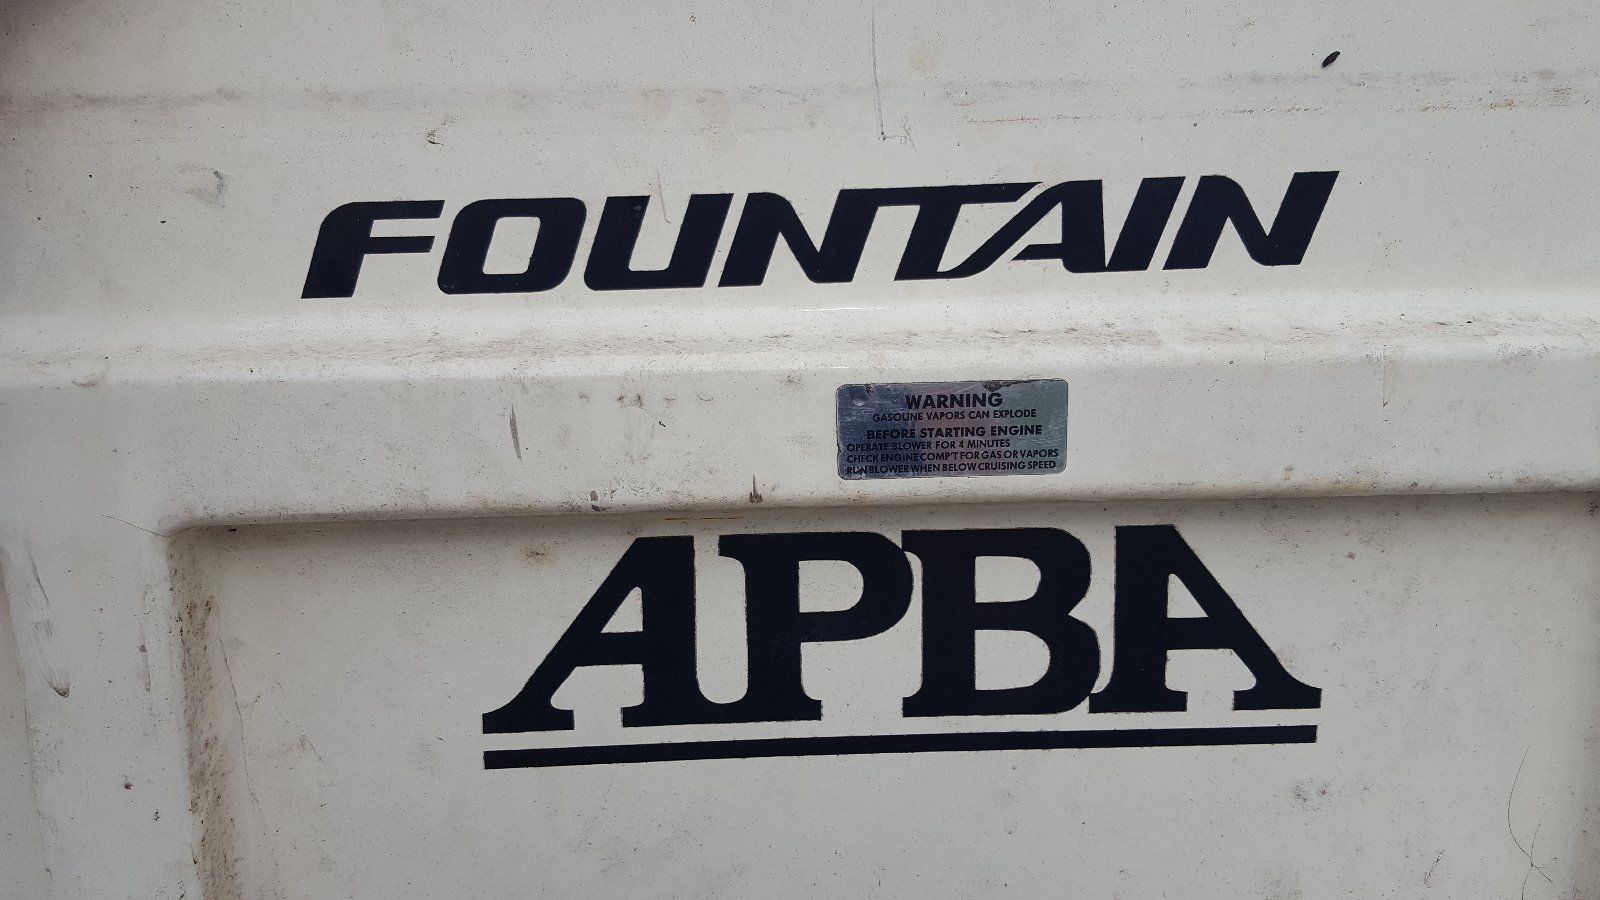 FOUNTAIN
WARNING
GASOLINE VAPORS CAN EXPLODE
BEFORE STARTING ENGINE
OPERATE BLOWER FOR 4 MINUTES
CHECK ENGINE COMP'T FOR GAS OR VAPORS
RUN BLOWER WHEN BELOW CRUISING SPEED
APBA